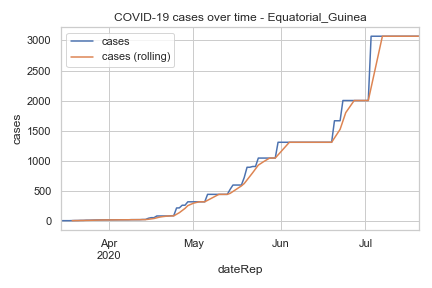 COVID-19 cases over time - Equatorial_Guinea
cases
cases (rolling)
3000
2500
2000
1500
1000
500
0
cases
Apr
2020
May
Jun
Jul
dateRep